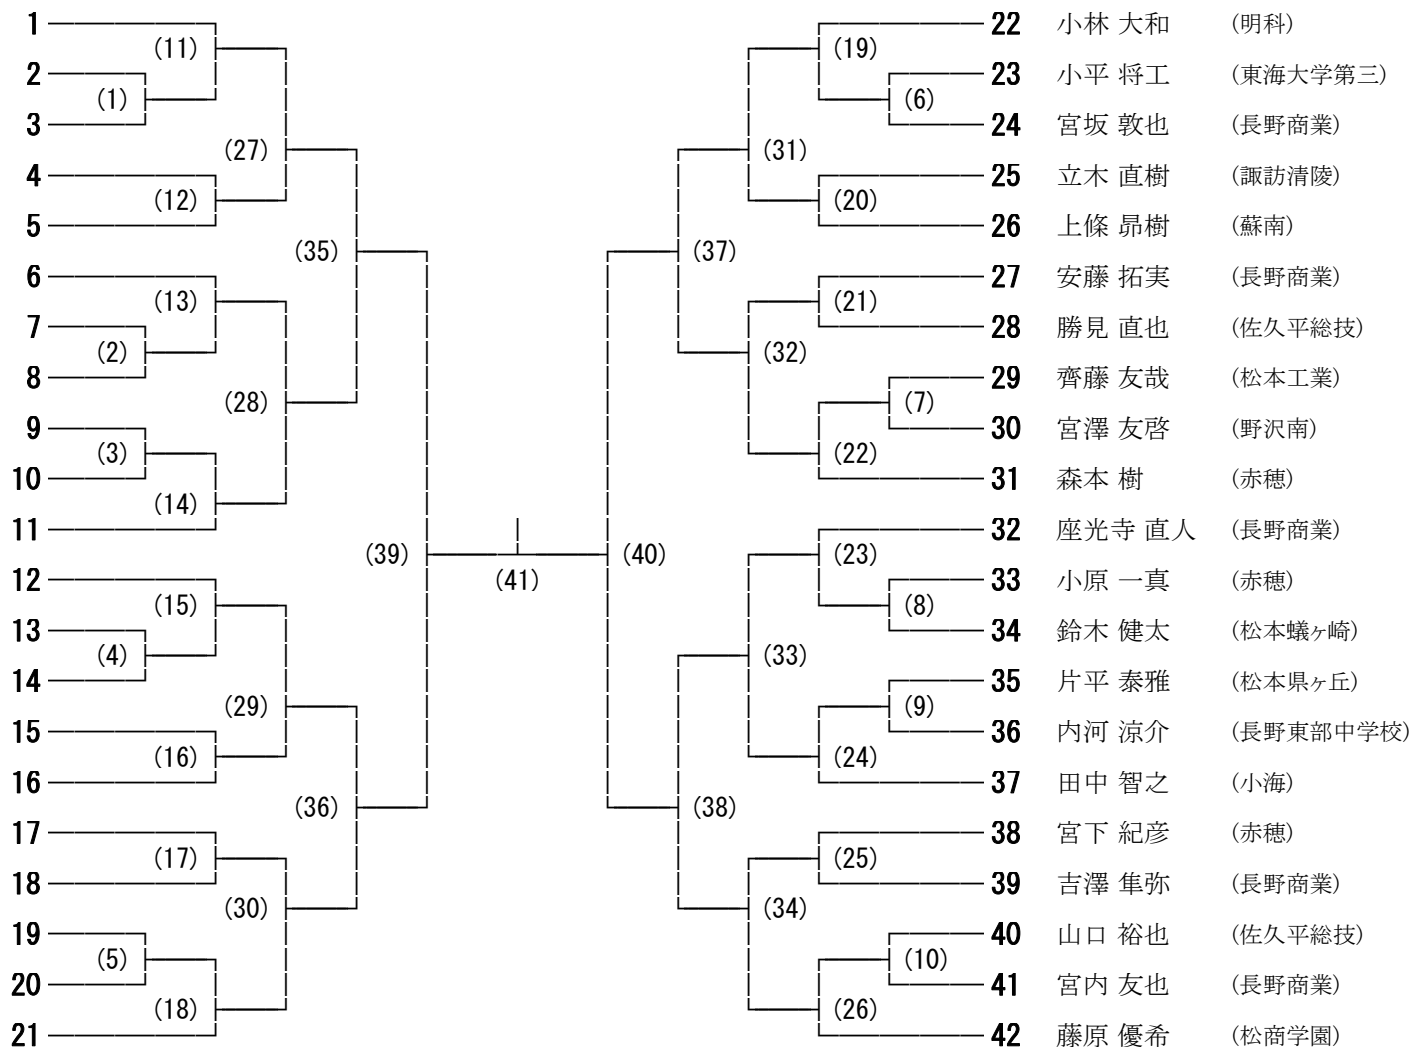 1 22 小林 大和 (明科)
(11) (19)
2 23 小平 将工 (東海大学第三)
(1) (6)
3 24 宮坂 敦也 (長野商業)
(27) (31)
4 25 立木 直樹 (諏訪清陵)
(12) (20)
5 26 上條 昴樹 (蘇南)
(35) (37)
6 27 安藤 拓実 (長野商業)
(13) (21)
7 28 勝見 直也 (佐久平総技)
(2) (32)
8 29 齊藤 友哉 (松本工業)
(28) (7)
9 30 宮澤 友啓 (野沢南)
(3) (22)
10 31 森本 樹 (赤穂)
(14)
11 32 座光寺 直人 (長野商業)
(39) (40) (23)
12 (41) 33 小原 一真 (赤穂)
(15) (8)
13 34 鈴木 健太 (松本蟻ヶ崎)
(4) (33)
14 35 片平 泰雅 (松本県ヶ丘)
(29) (9)
15 36 内河 涼介 (長野東部中学校)
(16) (24)
16 37 田中 智之 (小海)
(36) (38)
17 38 宮下 紀彦 (赤穂)
(17) (25)
18 39 吉澤 隼弥 (長野商業)
(30) (34)
19 40 山口 裕也 (佐久平総技)
(5) (10)
20 41 宮内 友也 (長野商業)
(18) (26)
21 42 藤原 優希 (松商学園)